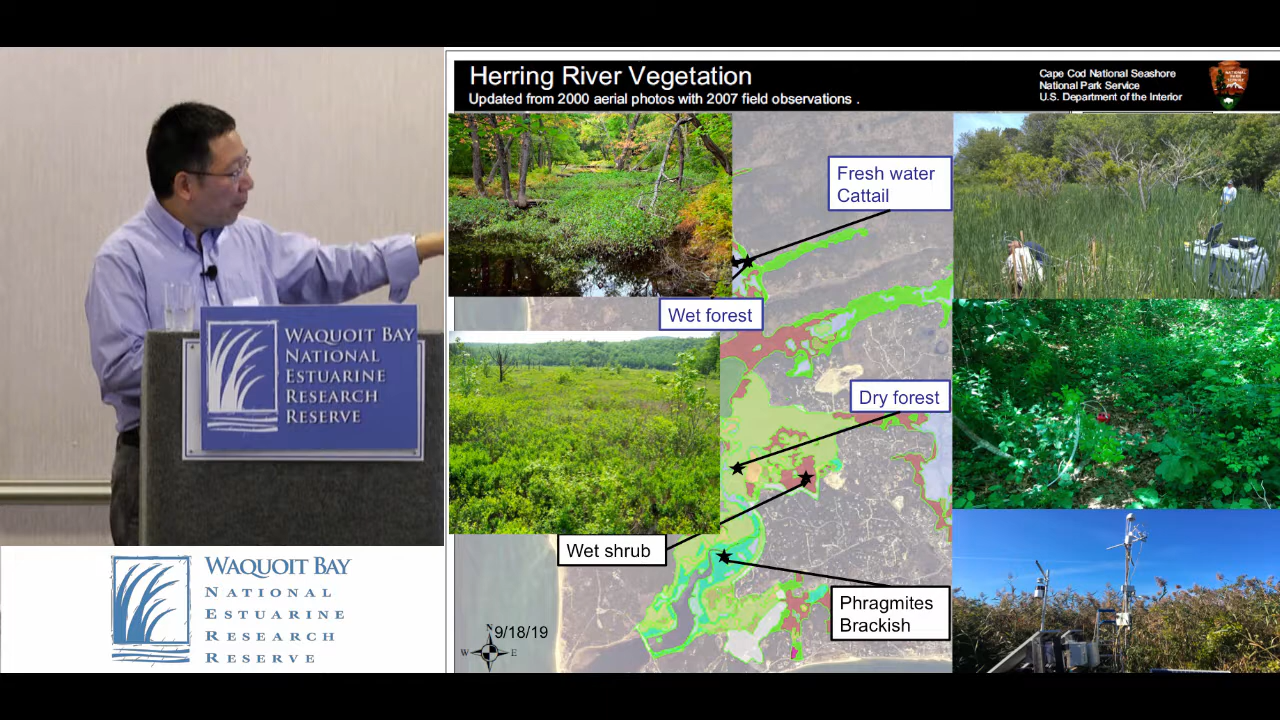 Herring River Vegetation
Updated from 2000 aerial photos with 2007 field observations .
Cape Cod National Seashore
National Park Service
U.S. Department of the Interior
Fresh water
Cattail
Wet forest
Dry forest
Wet shrub
Phragmites
Brackish
9/18/19
N
W
E
WAQUOIT BAY
NATIONAL
ESTUARINE
RESEARCH
RESERVE
WAQUOIT BAY
NATIONAL
ESTUARINE
RESEARCH
RESERVE